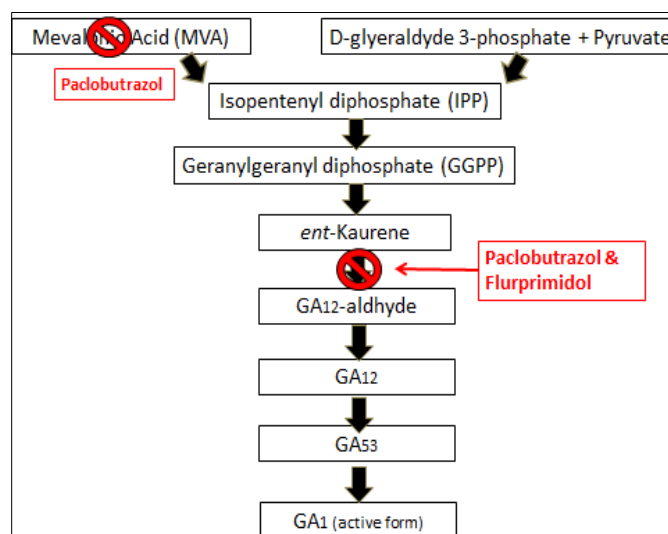 Mevalonic Acid (MVA)
D-glyeraldyde 3-phosphate + Pyruvate
Paclobutrazol
Isopentenyl diphosphate (IPP)
Geranylgeranyl diphosphate (GGPP)
ent-Kaurene
Paclobutrazol &
Flurprimidol
GA12-aldhyde
GA12
GA53
GA1 (active form)